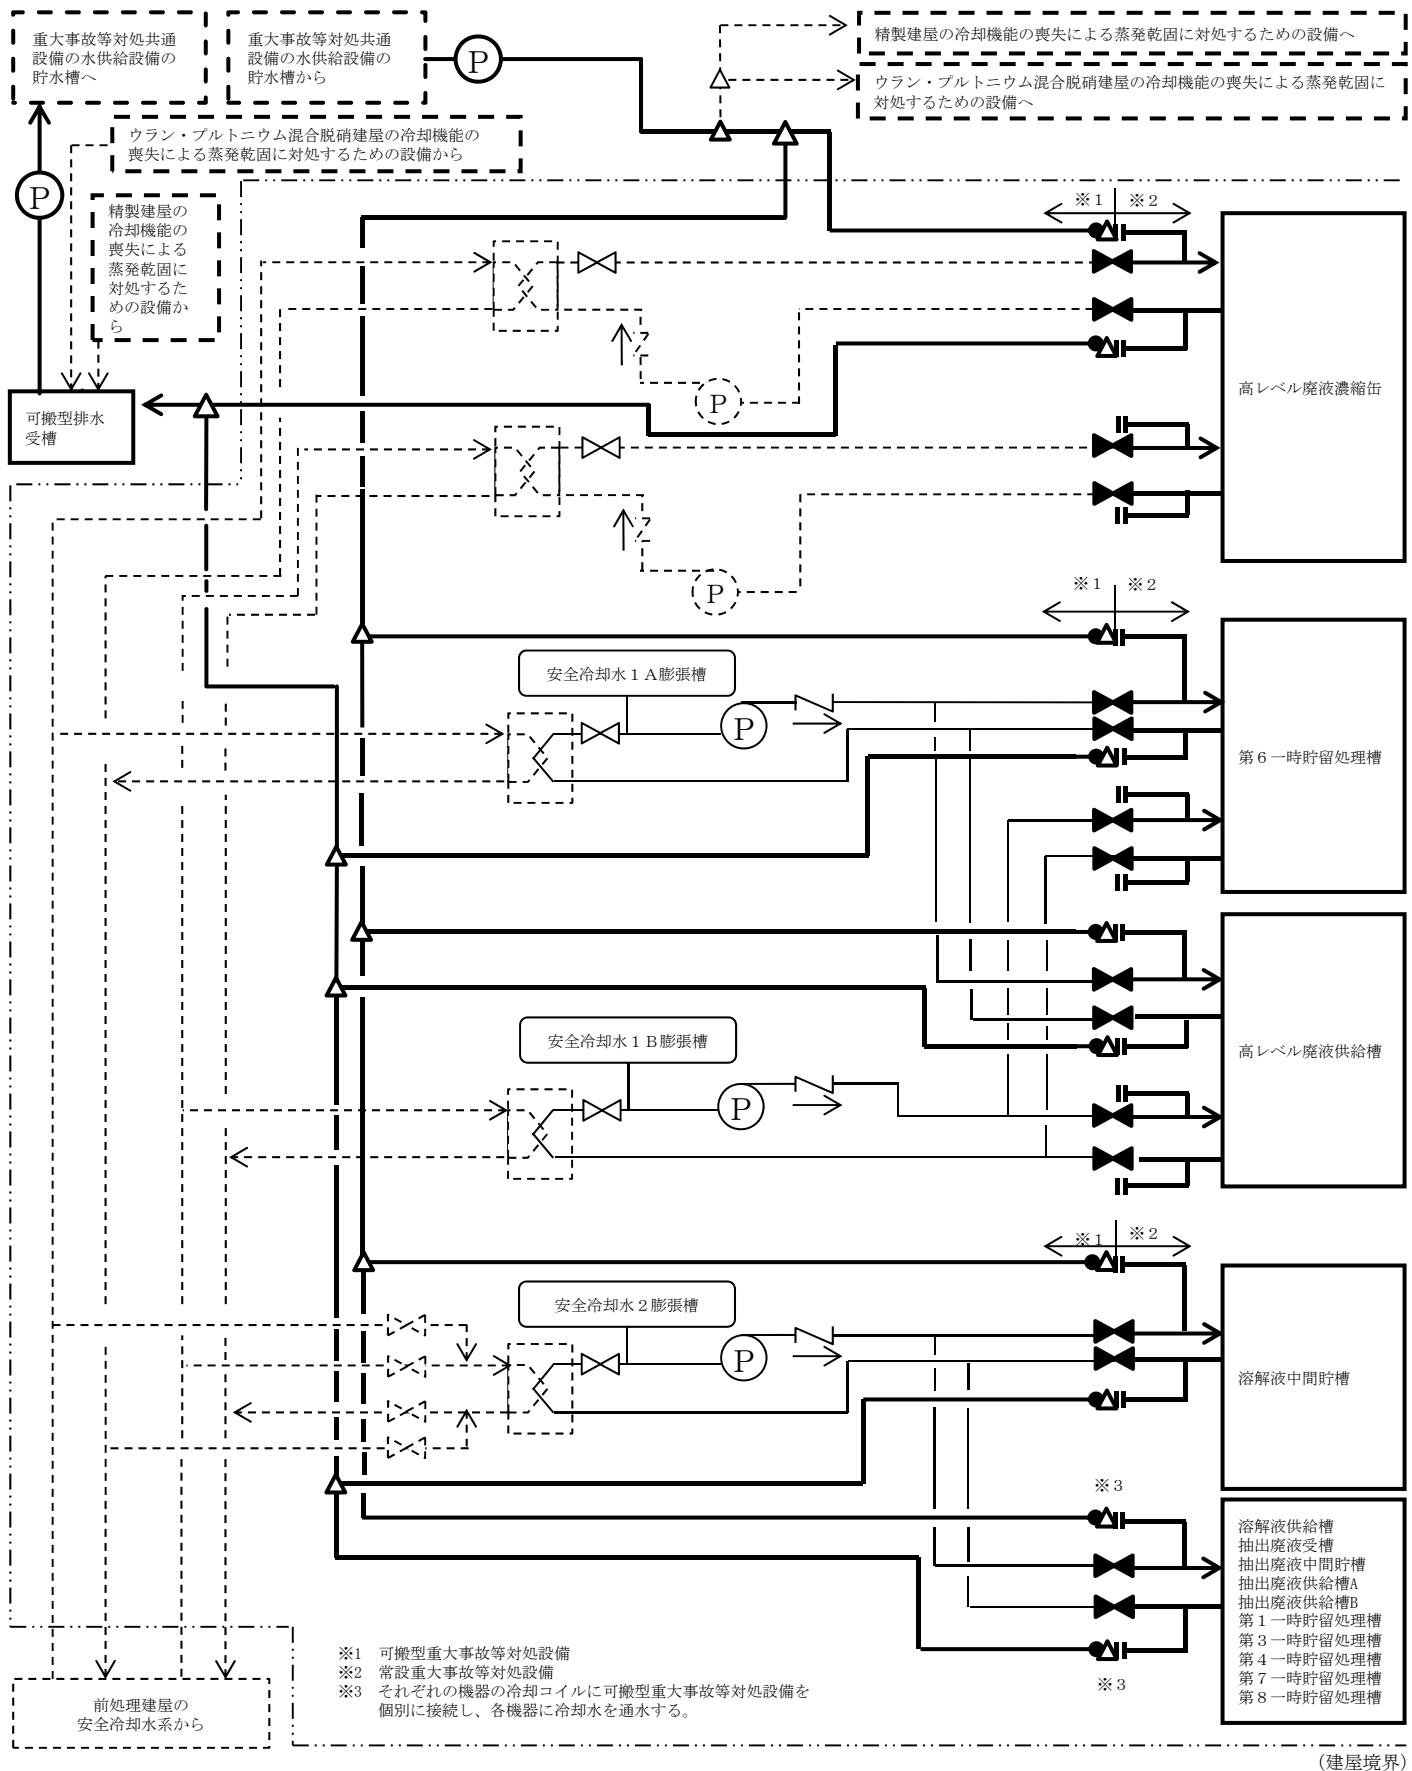 重大事故等対処共通
設備の水供給設備の
貯水槽へ
重大事故等対処共通
設備の水供給設備の
貯水槽から
P
精製建屋の冷却機能の喪失による蒸発乾固に対処するための設備へ
ウラン・プルトニウム混合脱硝建屋の冷却機能の喪失による蒸発乾固に
対処するための設備へ
ウラン・プルトニウム混合脱硝建屋の冷却機能の
喪失による蒸発乾固に対処するための設備から
P
精製建屋の
冷却機能の
喪失による
蒸発乾固に
対処するた
めの設備か
ら
※1 ※2
高レベル廃液濃縮缶
P
可搬型排水
受槽
P
※1 ※2
安全冷却水1A膨張槽
P
第6一時貯留処理槽
安全冷却水1B膨張槽
P
高レベル廃液供給槽
※1 ※2
安全冷却水2膨張槽
P
溶解液中間貯槽
※3
溶解液供給槽
抽出廃液受槽
抽出廃液中間貯槽
抽出廃液供給槽A
抽出廃液供給槽B
第1一時貯留処理槽
第3一時貯留処理槽
第4一時貯留処理槽
第7一時貯留処理槽
第8一時貯留処理槽
※3
※1 可搬型重大事故等対処設備
※2 常設重大事故等対処設備
※3 それぞれの機器の冷却コイルに可搬型重大事故等対処設備を
個別に接続し、各機器に冷却水を通水する。
前処理建屋の
安全冷却水系から
(建屋境界)